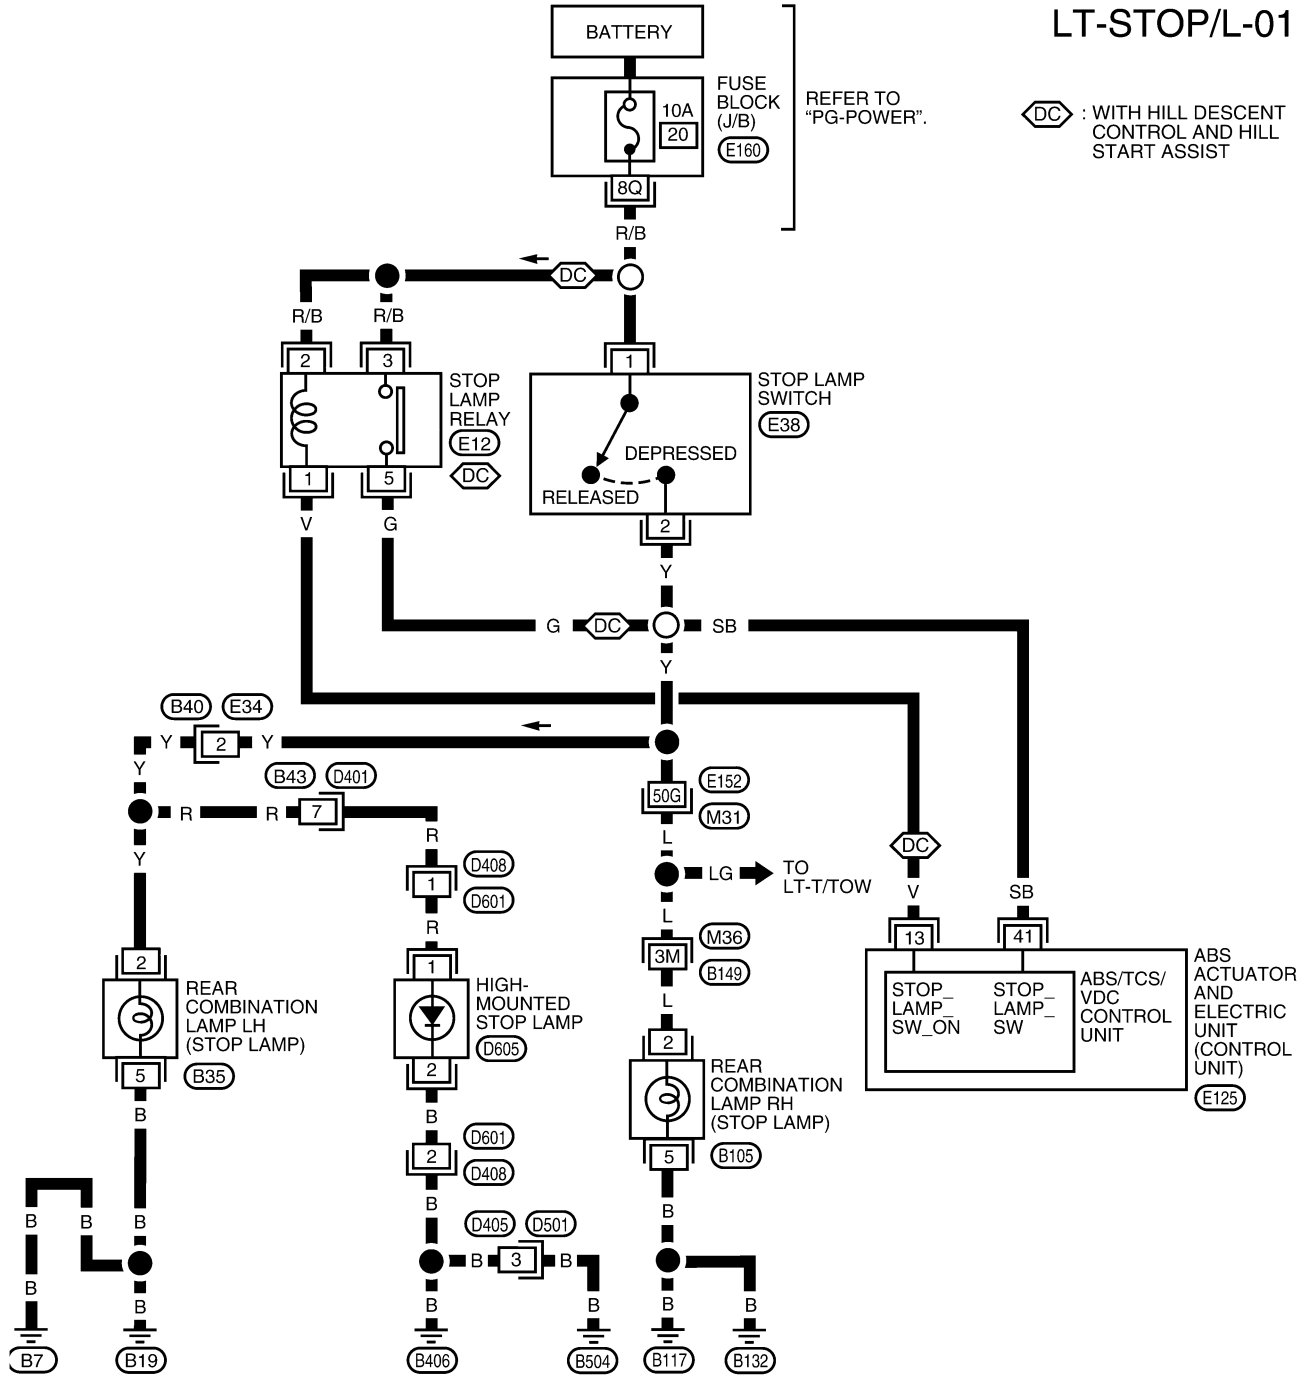 LT-STOP/L-01
BATTERY
FUSE
BLOCK
(J/B)
E160
10A
20
8Q
REFER TO
“PG-POWER”.
DC : WITH HILL DESCENT
CONTROL AND HILL
START ASSIST
R/B
DC
R/B
R/B
2
3
1
STOP
LAMP
RELAY
E12
DC
1
5
STOP LAMP
SWITCH
E38
DEPRESSED
RELEASED
2
V
G
Y
G
DC
SB
Y
B40
E34
Y
2
Y
Y
B43
D401
R
R
7
R
E152
50G
M31
L
LG
TO
LT-T/TOW
L
Y
D408
1
D601
R
M36
3M
B149
L
DC
V
SB
13
41
ABS
ACTUATOR
AND
ELECTRIC
UNIT
(CONTROL
UNIT)
E125
STOP_
LAMP_
SW_ON
STOP_
LAMP_
SW
ABS/TCS/
VDC
CONTROL
UNIT
2
REAR
COMBINATION
LAMP LH
(STOP LAMP)
B35
5
1
HIGH-
MOUNTED
STOP LAMP
D605
2
2
REAR
COMBINATION
LAMP RH
(STOP LAMP)
B105
5
B
B
D601
2
D408
B
B
B
B
B
D405
D501
B
3
B
B
B
B
B
B
B
B
B7
B19
B406
B504
B117
B132